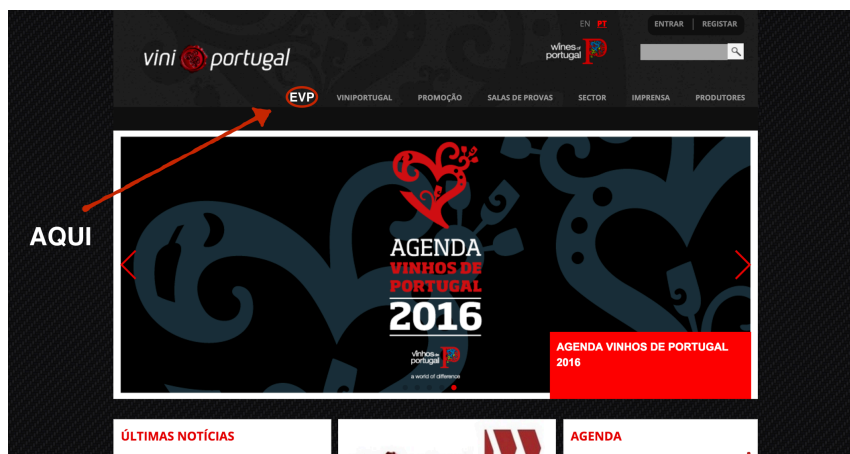 EN PT
ENTRAR | REGISTAR
vini portugal
wines of
portugal
EVP
VINIPORTUGAL
PROMOÇÃO
SALAS DE PROVAS
SECTOR
IMPRENSA
PRODUTORES
AQUI
AGENDA
VINHOS DE
PORTUGAL
2016
vinhos de
portugal
a world of difference
AGENDA VINHOS DE PORTUGAL
2016
ÚLTIMAS NOTÍCIAS
AGENDA